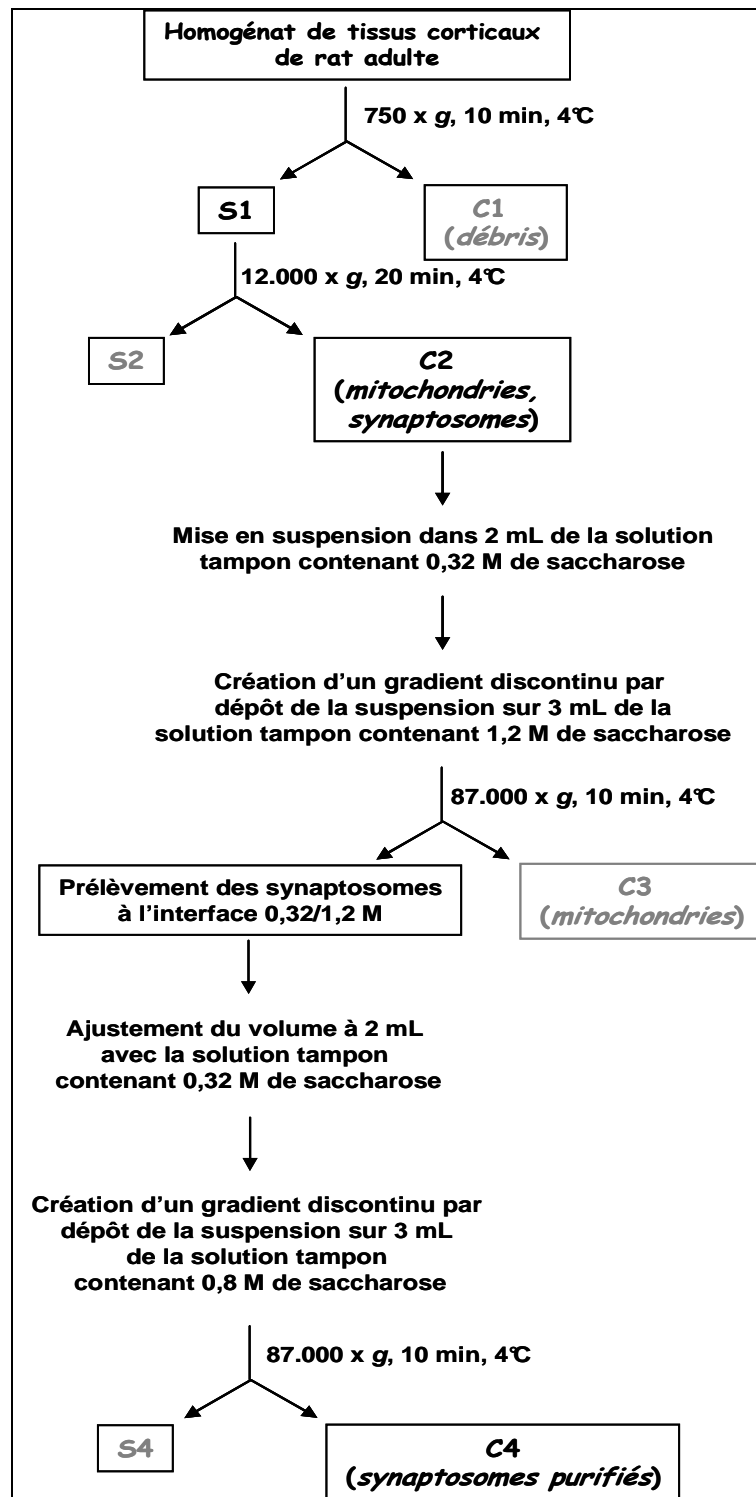 Homogénat de tissus corticaux
de rat adulte
750 x g, 10 min, 4°C
S1
C1
(débris)
12.000 x g, 20 min, 4°C
S2
C2
(mitochondries,
synaptosomes)
Mise en suspension dans 2 mL de la solution
tampon contenant 0,32 M de saccharose
Création d'un gradient discontinu par
dépôt de la suspension sur 3 mL de la
solution tampon contenant 1,2 M de saccharose
87.000 x g, 10 min, 4°C
Prélèvement des synaptosomes
à l'interface 0,32/1,2 M
C3
(mitochondries)
Ajustement du volume à 2 mL
avec la solution tampon
contenant 0,32 M de saccharose
Création d'un gradient discontinu par
dépôt de la suspension sur 3 mL
de la solution tampon
contenant 0,8 M de saccharose
87.000 x g, 10 min, 4°C
S4
C4
(synaptosomes purifiés)